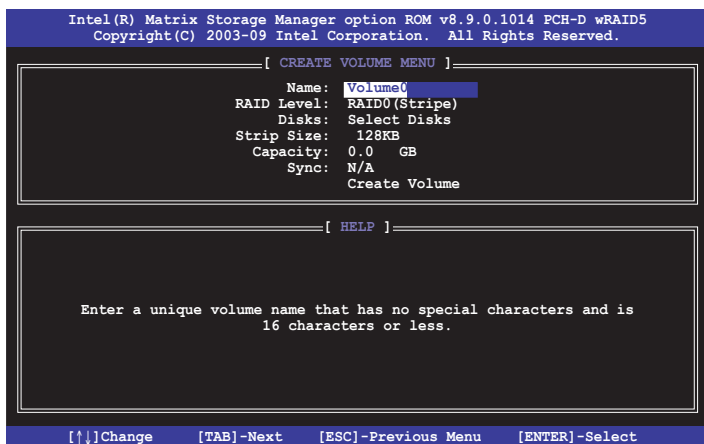 Intel(R) Matrix Storage Manager option ROM v8.9.0.1014 PCH-D wRAID5
Copyright(C) 2003-09 Intel Corporation. All Rights Reserved.
[ CREATE VOLUME MENU ]
Name: Volume0
RAID Level: RAID0(Stripe)
Disks: Select Disks
Strip Size: 128KB
Capacity: 0.0 GB
Sync: N/A
Create Volume
[ HELP ]
Enter a unique volume name that has no special characters and is
16 characters or less.
[↑↓]Change [TAB]-Next [ESC]-Previous Menu [ENTER]-Select